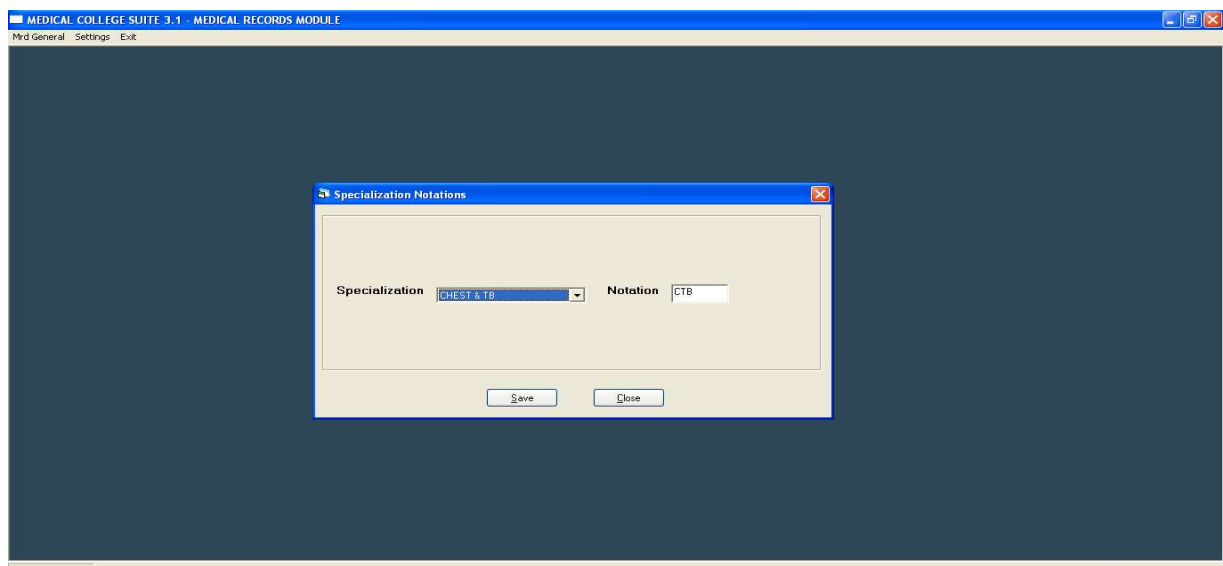 MEDICAL COLLEGE SUITE 3.1 - MEDICAL RECORDS MODULE
Mrd General Settings Exit
Specialization Notations
Specialization CHEST & TB Notation CTB
Save Close